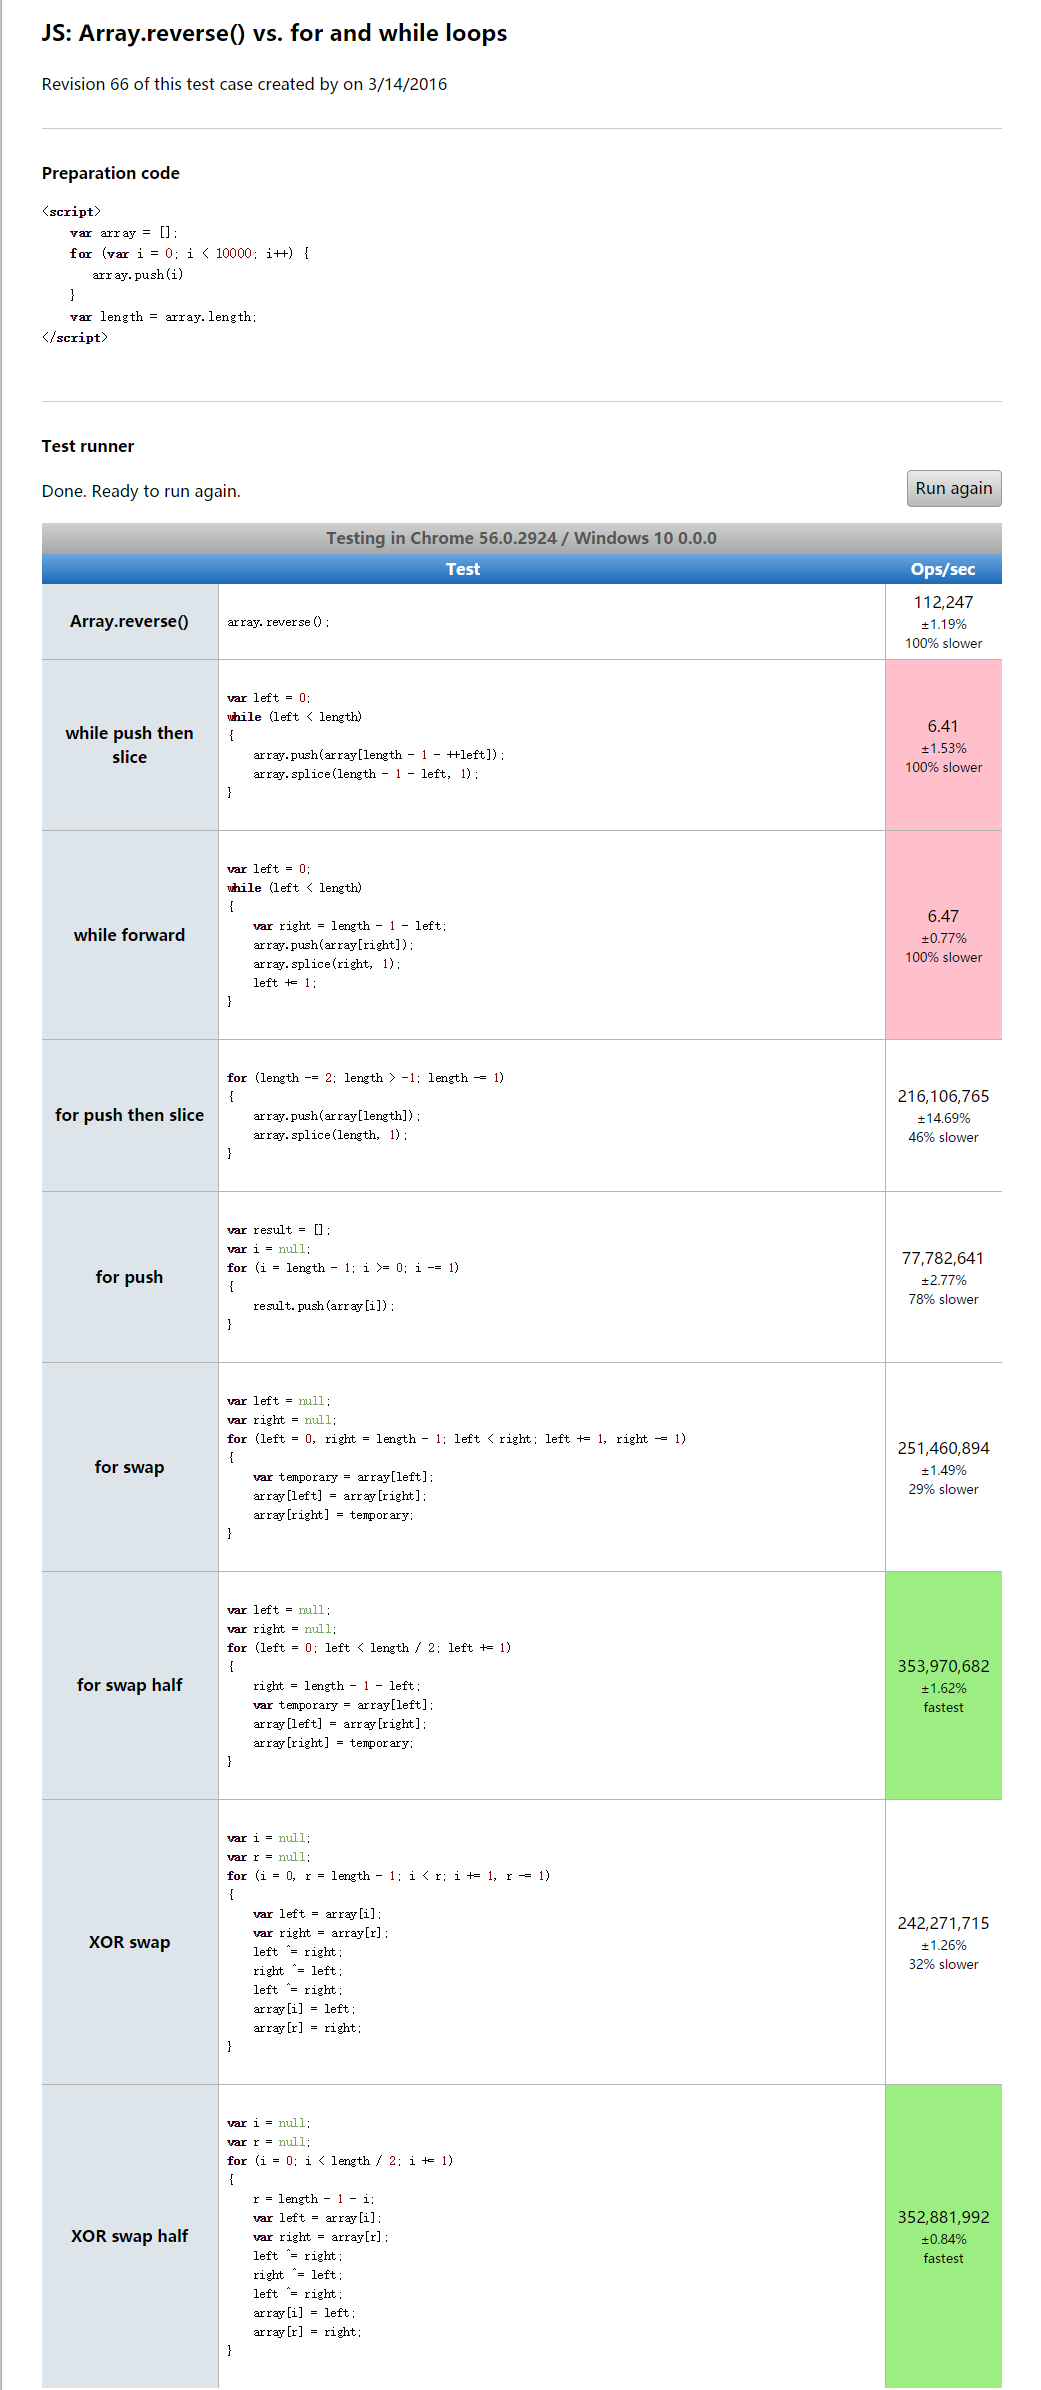 JS: Array.reverse() vs. for and while loops
Revision 66 of this test case created by on 3/14/2016
Preparation code
<script>
var array = [];
for (var i = 0; i < 10000; i++) {
array.push(i)
}
var length = array.length;
</script>
Test runner
Done. Ready to run again.
Run again
Testing in Chrome 56.0.2924 / Windows 10 0.0.0
Test Ops/sec
Array.reverse()
array.reverse();
112,247
±1.19%
100% slower
while push then
slice
var left = 0;
while (left < length)
{
array.push(array[length - 1 - ++left]);
array.splice(length - 1 - left, 1);
}
6.41
±1.53%
100% slower
while forward
var left = 0;
while (left < length)
{
var right = length - 1 - left;
array.push(array[right]);
array.splice(right, 1);
left += 1;
}
6.47
±0.77%
100% slower
for push then slice
for (length -= 2; length > -1; length -= 1)
{
array.push(array[length]);
array.splice(length, 1);
}
216,106,765
±14.69%
46% slower
for push
var result = [];
var i = null;
for (i = length - 1; i >= 0; i -= 1)
{
result.push(array[i]);
}
77,782,641
±2.77%
78% slower
for swap
var left = null;
var right = null;
for (left = 0, right = length - 1; left < right; left += 1, right -= 1)
{
var temporary = array[left];
array[left] = array[right];
array[right] = temporary;
}
251,460,894
±1.49%
29% slower
for swap half
var left = null;
var right = null;
for (left = 0; left < length / 2; left += 1)
{
right = length - 1 - left;
var temporary = array[left];
array[left] = array[right];
array[right] = temporary;
}
353,970,682
±1.62%
fastest
XOR swap
var i = null;
var r = null;
for (i = 0, r = length - 1; i < r; i += 1, r -= 1)
{
var left = array[i];
var right = array[r];
left ^= right;
right ^= left;
left ^= right;
array[i] = left;
array[r] = right;
}
242,271,715
±1.26%
32% slower
XOR swap half
var i = null;
var r = null;
for (i = 0; i < length / 2; i += 1)
{
r = length - 1 - i;
var left = array[i];
var right = array[r];
left ^= right;
right ^= left;
left ^= right;
array[i] = left;
array[r] = right;
}
352,881,992
±0.84%
fastest